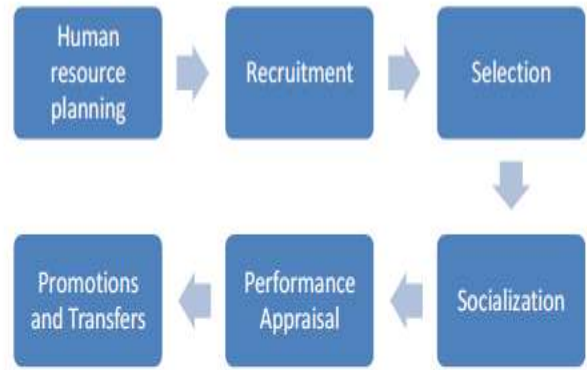 Human
resource
planning
Recruitment
Selection
Socialization
Performance
Appraisal
Promotions
and Transfers